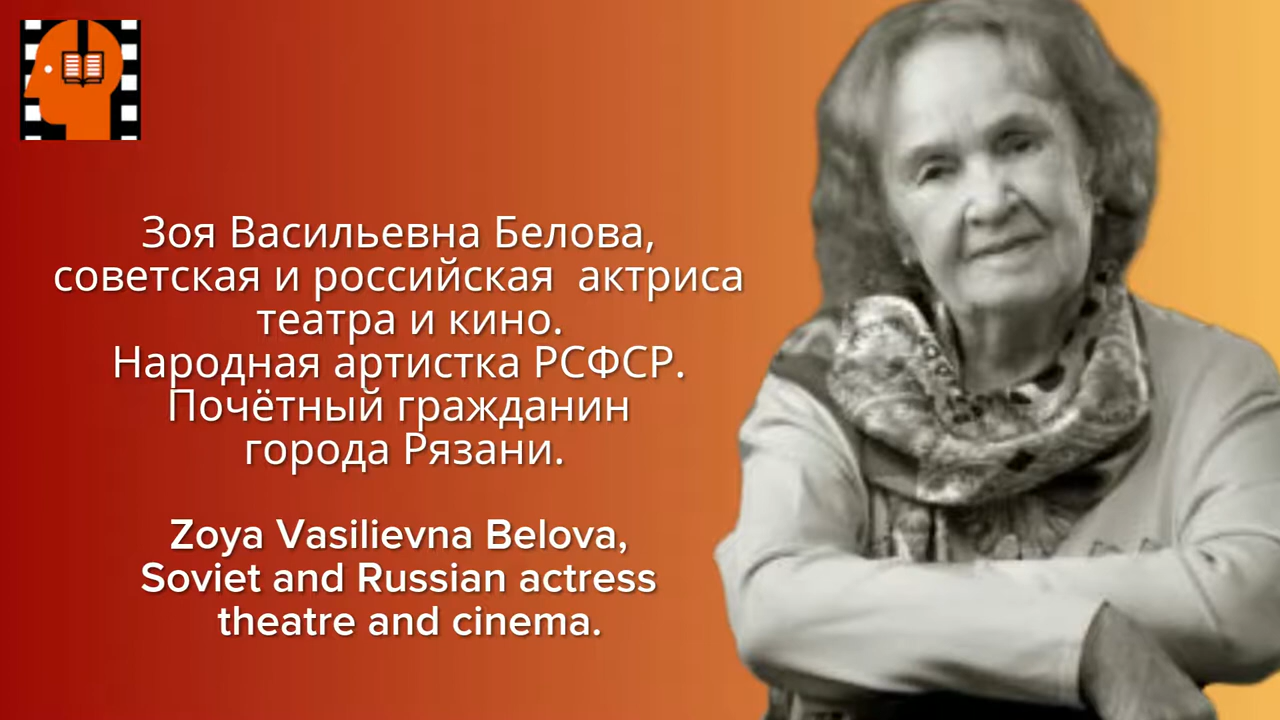 Зоя Васильевна Белова,
советская и российская актриса
театра и кино.
Народная артистка РСФСР.
Почётный гражданин
города Рязани.
Zoya Vasilievna Belova,
Soviet and Russian actress
theatre and cinema.